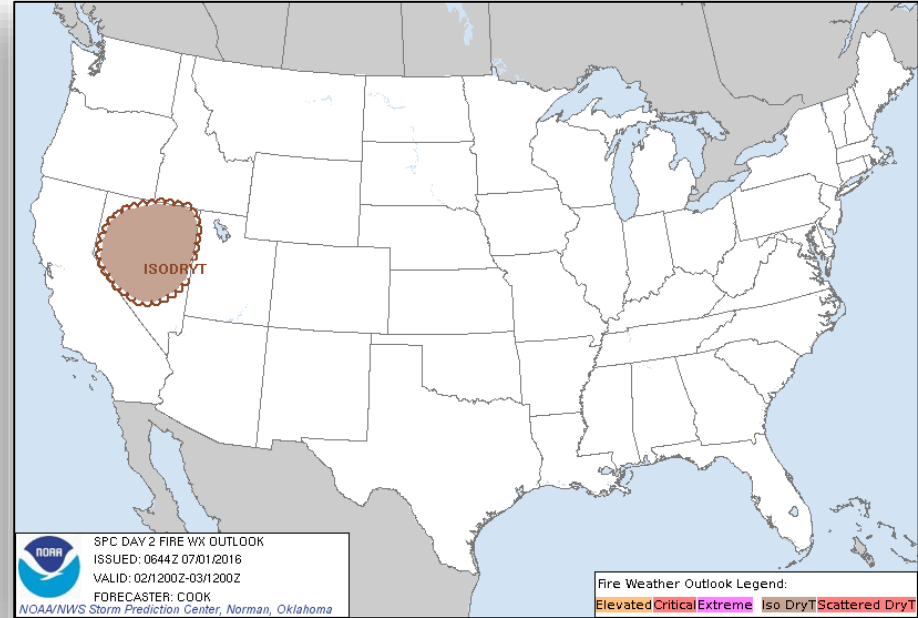 ISODRYT
NOAA
SPC DAY 2 FIRE WX OUTLOOK
ISSUED: 0644Z 07/01/2016
VALID: 02/1200Z-03/1200Z
FORECASTER: COOK
NOAA/NWS Storm Prediction Center, Norman, Oklahoma
Fire Weather Outlook Legend:
Elevated Critical Extreme Iso DryT Scattered DryT